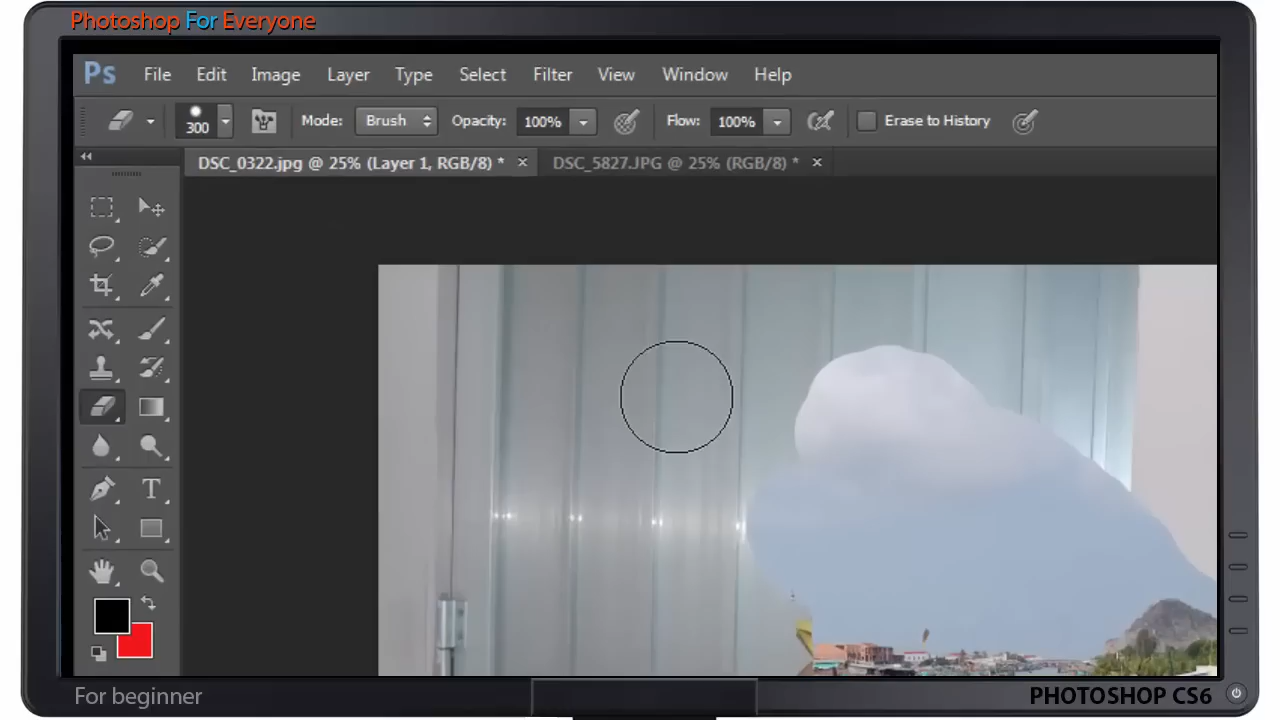 Photoshop For Everyone
Ps File Edit Image Layer Type Select Filter View Window Help
300 Mode: Brush Opacity: 100% Flow: 100% Erase to History
DSC_0322.jpg @ 25% (Layer 1, RGB/8) * × DSC_5827.JPG @ 25% (RGB/8) * ×
T
For beginner PHOTOSHOP CS6